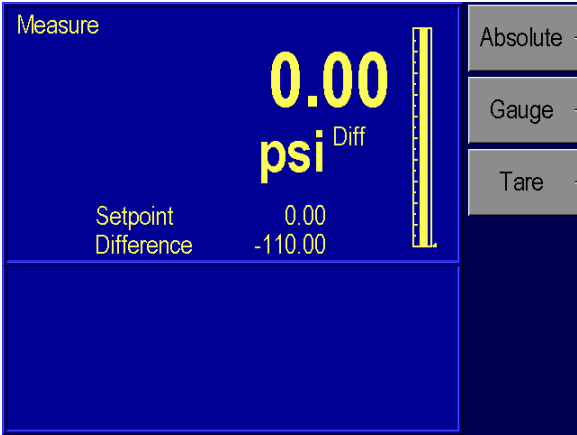 Measure
0.00
psi Diff
Setpoint 0.00
Difference -110.00
Absolute
Gauge
Tare